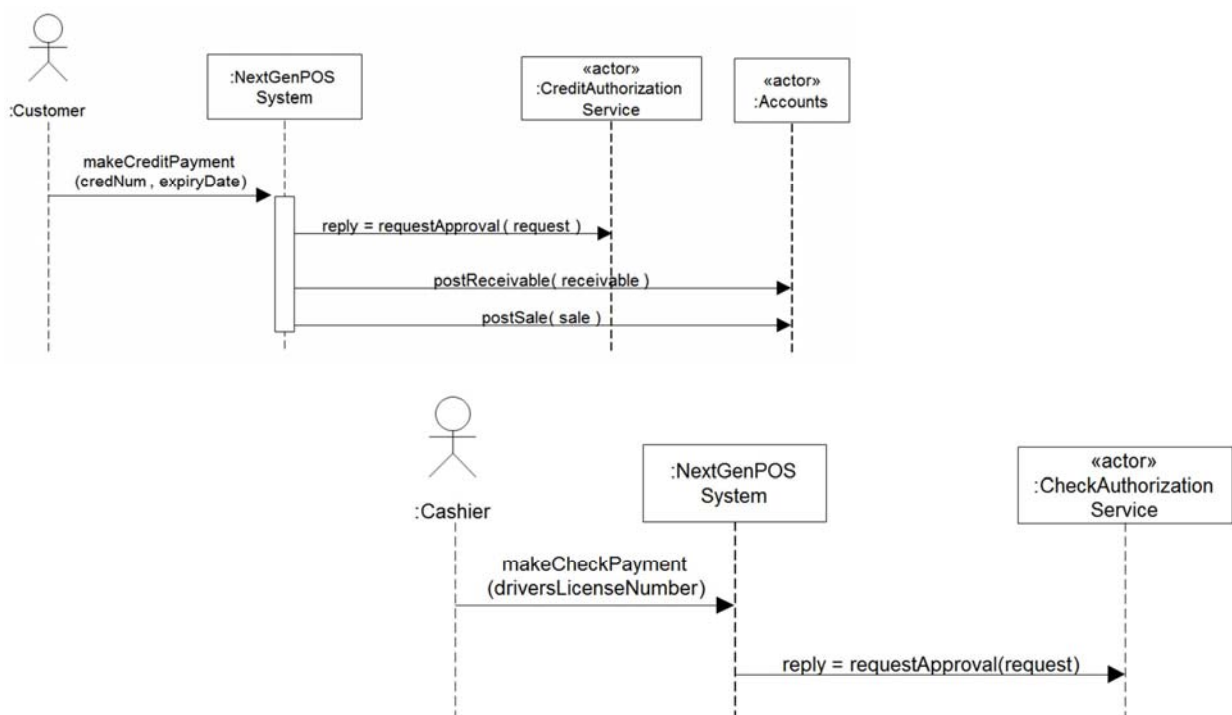 :Customer
:NextGenPOS
System
«actor»
:CreditAuthorization
Service
«actor»
:Accounts
makeCreditPayment
(credNum , expiryDate)
reply = requestApproval ( request )
postReceivable( receivable )
postSale( sale )
:Cashier
:NextGenPOS
System
«actor»
:CheckAuthorization
Service
makeCheckPayment
(driversLicenseNumber)
reply = requestApproval(request)